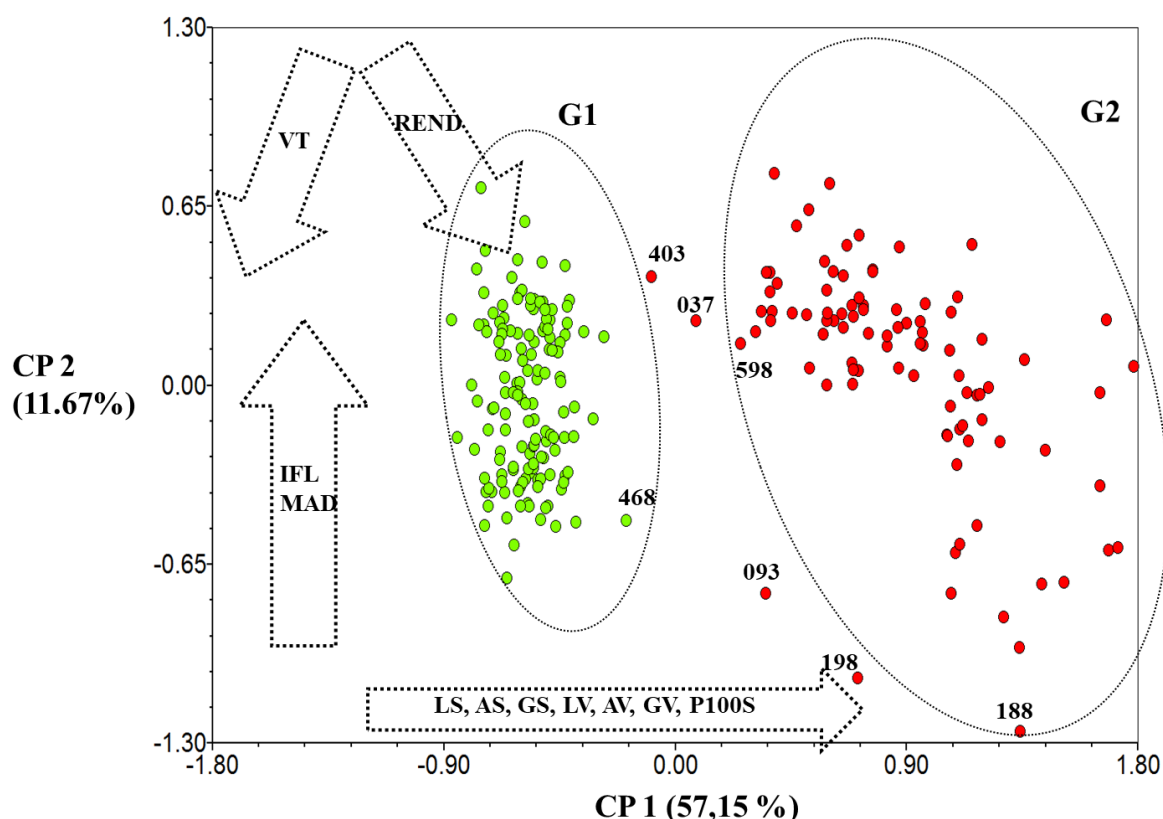 1.30
G1
G2
VT
REND
0.65
403
037
CP 2
(11.67%)
0.00
598
IFL
MAD
468
-0.65
093
198
LS, AS, GS, LV, AV, GV, P100S
188
-1.30
-1.80
-0.90
0.00
0.90
1.80
CP 1 (57,15 %)